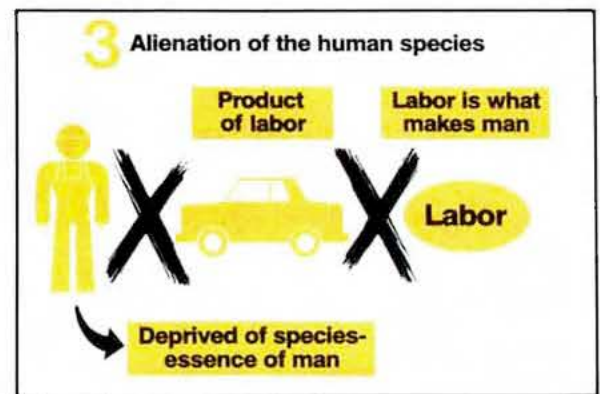 3 Alienation of the human species
Product
of labor
Labor is what
makes man
Labor
Deprived of species-
essence of man